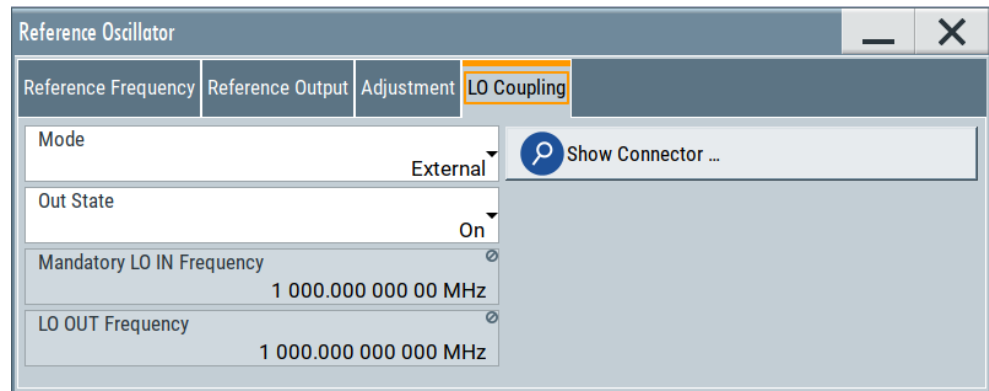 Reference Oscillator
Reference Frequency Reference Output Adjustment LO Coupling
Mode
External
Show Connector ...
Out State
On
Mandatory LO IN Frequency
1 000.000 000 00 MHz
LO OUT Frequency
1 000.000 000 000 MHz